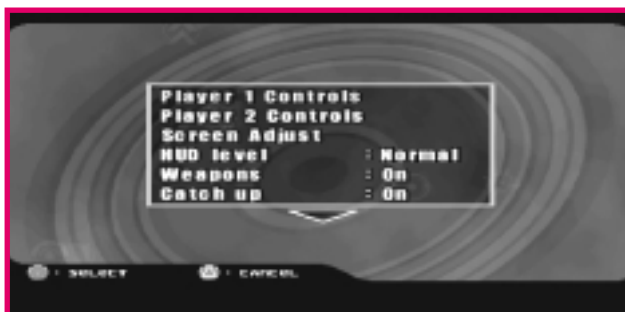 Player 1 Controls
Player 2 Controls
Screen Adjust
HUD level : Normal
Weapons : On
Catch up : On
: SELECT : CANCEL